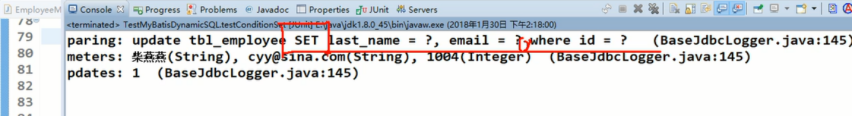 EmployeeM
Console Progress Problems @ Javadoc Properties JUnit Servers
<terminated> TestMyBatisDynamicSQL.testConditionSet [JUnit] E:\Java\jdk1.8.0_45\bin\javaw.exe (2018年1月30日 下午2:18:00)
78
79
80
81
82
83
paring: update tbl_employee SET last_name = ?, email = ? where id = ? (BaseJdbcLogger.java:145)
meters: 柴燕燕(String), cyy@sina.com(String), 1004(Integer) (BaseJdbcLogger.java:145)
pdates: 1 (BaseJdbcLogger.java:145)